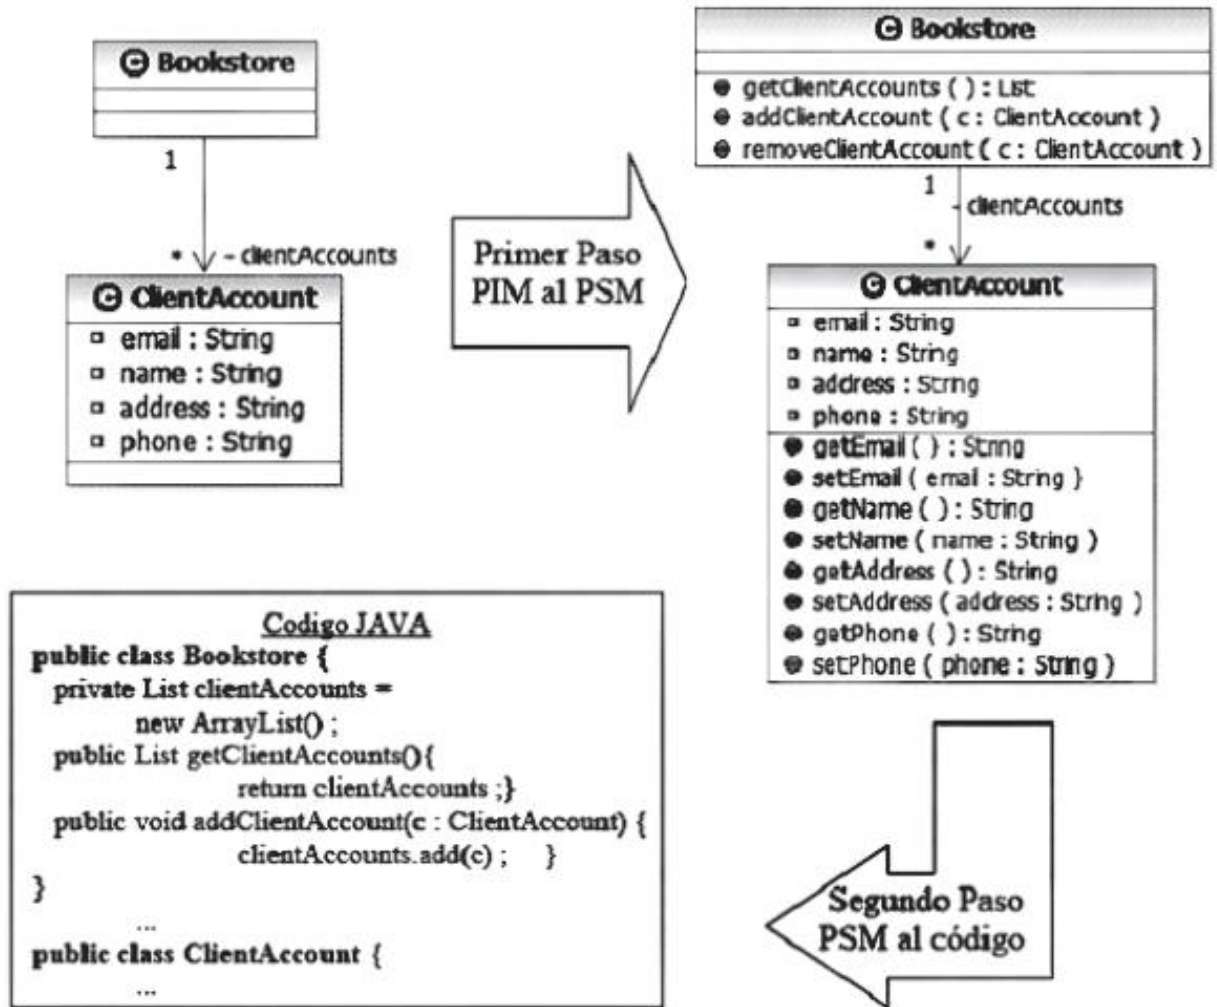 Bookstore
1
* - clientAccounts
ClientAccount
email : String
name : String
address : String
phone : String
Primer Paso
PIM al PSM
Bookstore
getClientAccounts ( ) : List
addClientAccount ( c : ClientAccount )
removeClientAccount ( c : ClientAccount )
1
- clientAccounts
*
ClientAccount
email : String
name : String
address : String
phone : String
getEmail ( ) : String
setEmail ( email : String )
getName ( ) : String
setName ( name : String )
getAddress ( ) : String
setAddress ( address : String )
getPhone ( ) : String
setPhone ( phone : String )
Segundo Paso
PSM al código
Codigo JAVA
public class Bookstore {
private List clientAccounts =
new ArrayList() ;
public List getClientAccounts(){
return clientAccounts ;}
public void addClientAccount(c : ClientAccount) {
clientAccounts.add(c) ; }
}
...
public class ClientAccount {
...